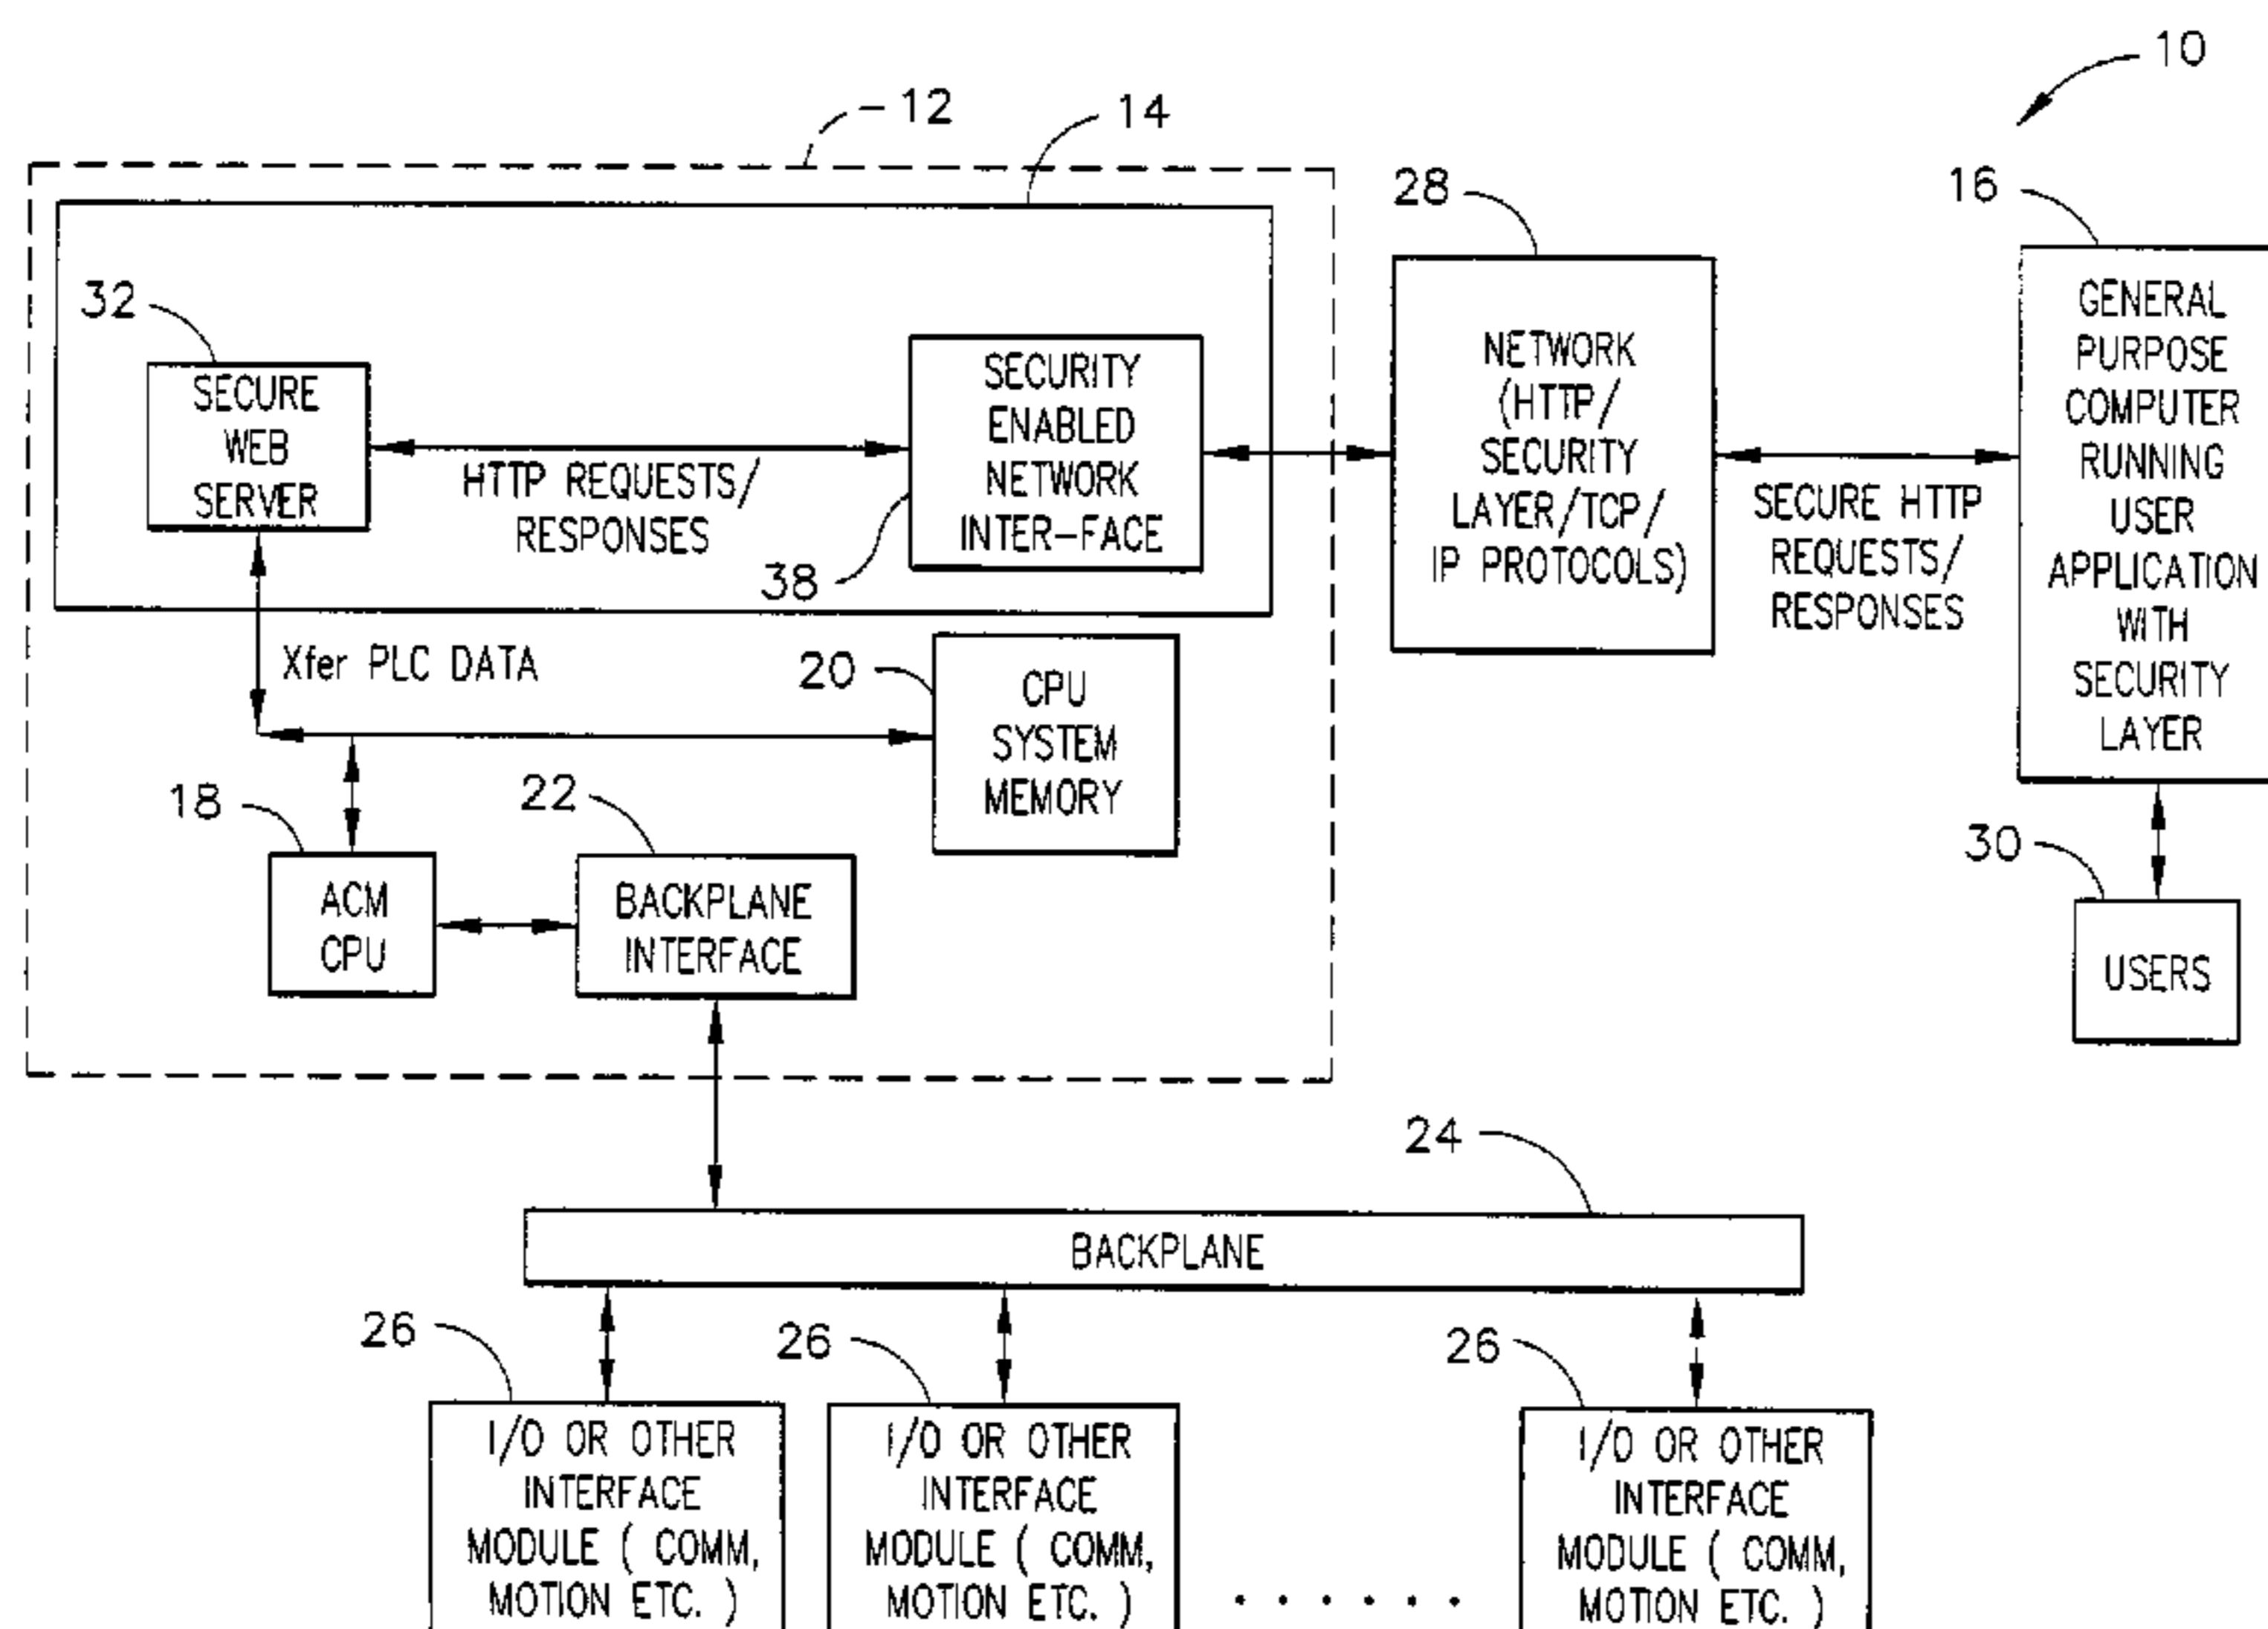 10
12
14
28
16
32
SECURE
WEB
SERVER
HTTP REQUESTS/
RESPONSES
SECURITY
ENABLED
NETWORK
INTER-FACE
38
NETWORK
(HTTP/
SECURITY
LAYER/TCP/
IP PROTOCOLS)
SECURE HTTP
REQUESTS/
RESPONSES
GENERAL
PURPOSE
COMPUTER
RUNNING
USER
APPLICATION
WITH
SECURITY
LAYER
Xfer PLC DATA
20
CPU
SYSTEM
MEMORY
18
ACM
CPU
22
BACKPLANE
INTERFACE
30
USERS
24
BACKPLANE
26
I/O OR OTHER
INTERFACE
MODULE ( COMM,
MOTION ETC. )
26
I/O OR OTHER
INTERFACE
MODULE ( COMM,
MOTION ETC. )
. . . . . .
26
I/O OR OTHER
INTERFACE
MODULE ( COMM,
MOTION ETC. )